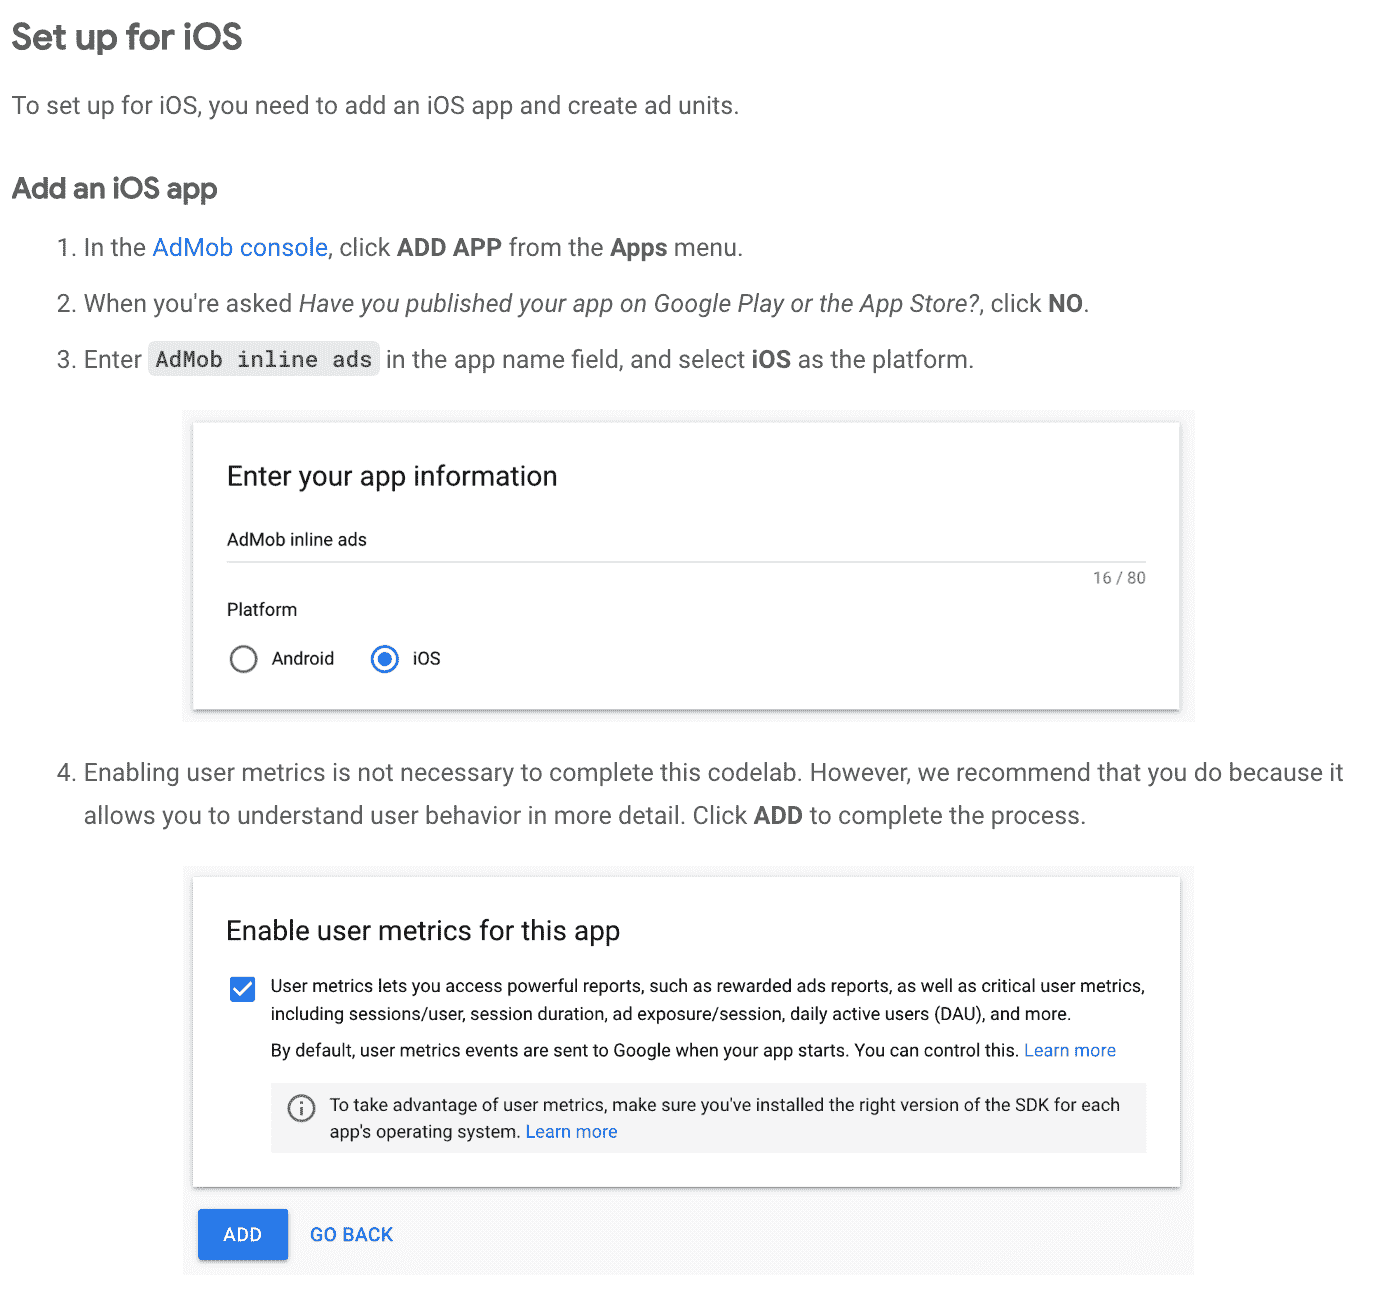 Set up for iOS
To set up for iOS, you need to add an iOS app and create ad units.
Add an iOS app
1. In the AdMob console, click ADD APP from the Apps menu.
2. When you're asked Have you published your app on Google Play or the App Store?, click NO.
3. Enter AdMob inline ads in the app name field, and select iOS as the platform.
Enter your app information
AdMob inline ads
16 / 80
Platform
Android iOS
4. Enabling user metrics is not necessary to complete this codelab. However, we recommend that you do because it
allows you to understand user behavior in more detail. Click ADD to complete the process.
Enable user metrics for this app
User metrics lets you access powerful reports, such as rewarded ads reports, as well as critical user metrics,
including sessions/user, session duration, ad exposure/session, daily active users (DAU), and more.
By default, user metrics events are sent to Google when your app starts. You can control this. Learn more
To take advantage of user metrics, make sure you've installed the right version of the SDK for each
app's operating system. Learn more
ADD GO BACK